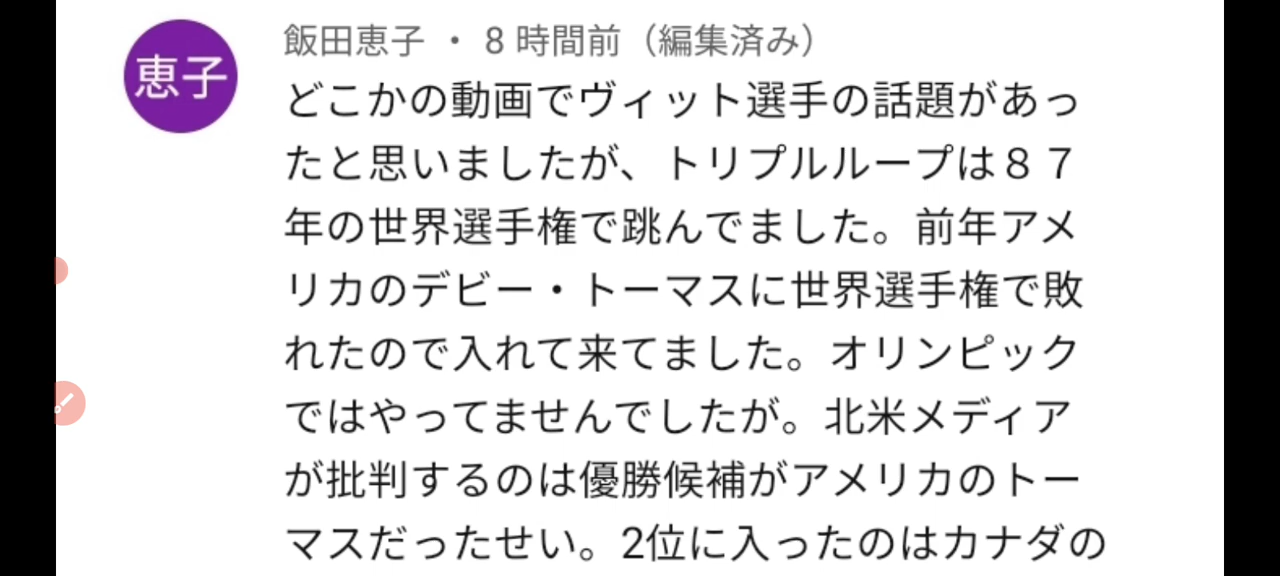 恵子
飯田恵子 ・ 8 時間前（編集済み）
どこかの動画でヴィット選手の話題があっ
たと思いましたが、トリプルループは８７
年の世界選手権で跳んでました。前年アメ
リカのデビー・トーマスに世界選手権で敗
れたので入れて来てました。オリンピック
ではやってませんでしたが。北米メディア
が批判するのは優勝候補がアメリカのトー
マスだったせい。2位に入ったのはカナダの